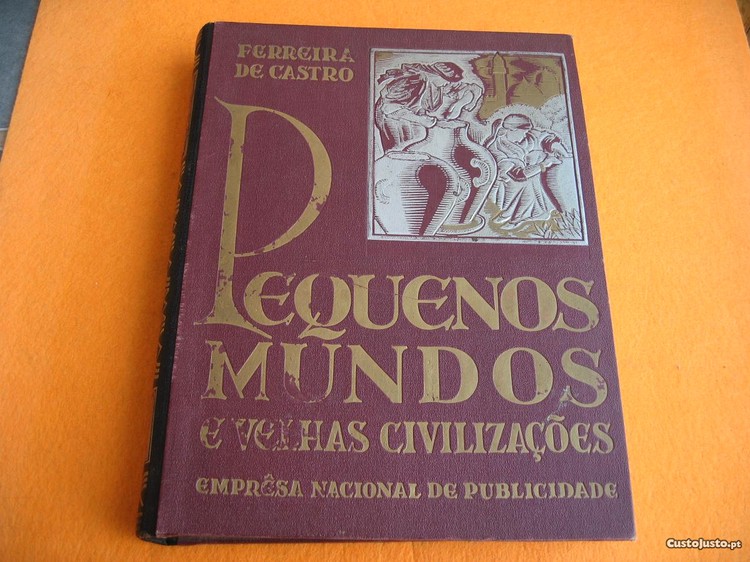 FERREIRA
DE CASTRO
PEQUENOS
MUNDOS
E VELHAS CIVILIZAÇÕES
EMPRÊSA NACIONAL DE PUBLICIDADE
CustoJusto.pt